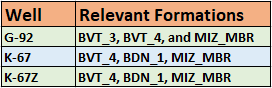 Well Relevant Formations
G-92 BVT_3, BVT_4, and MIZ_MBR
K-67 BVT_4, BDN_1, MIZ_MBR
K-67Z BVT_4, BDN_1, MIZ_MBR